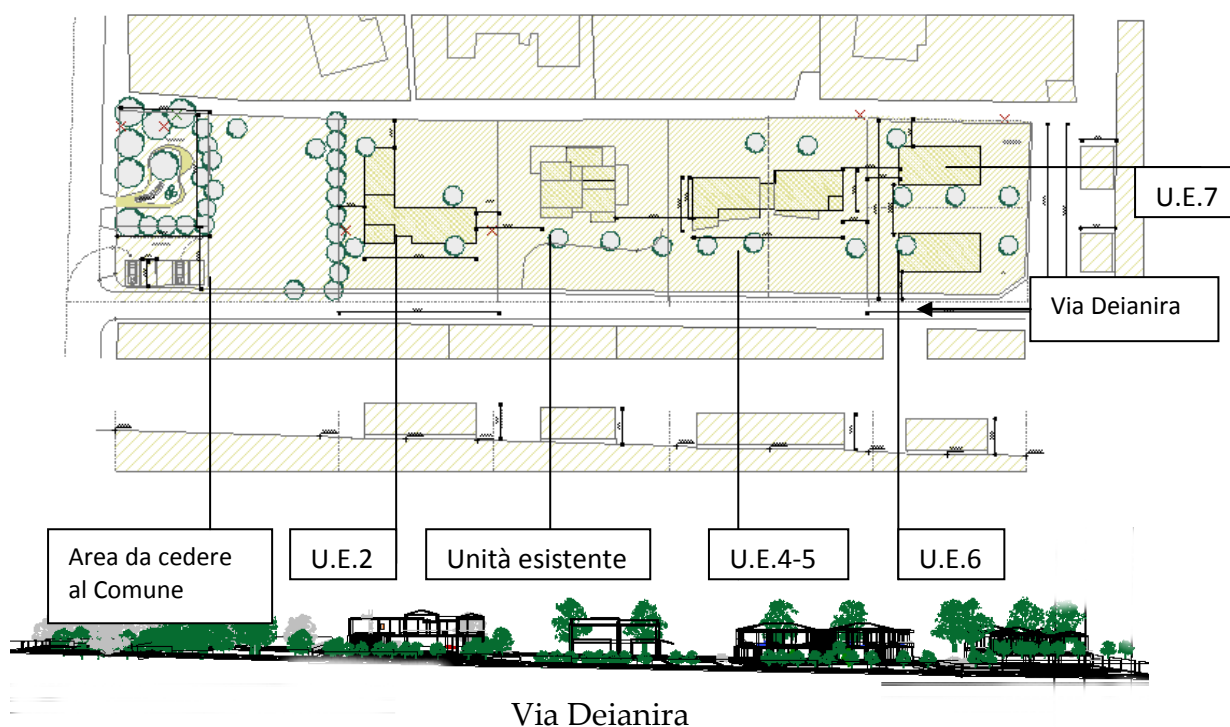 U.E.7
Via Deianira
Area da cedere
al Comune
U.E.2
Unità esistente
U.E.4-5
U.E.6
Via Deianira